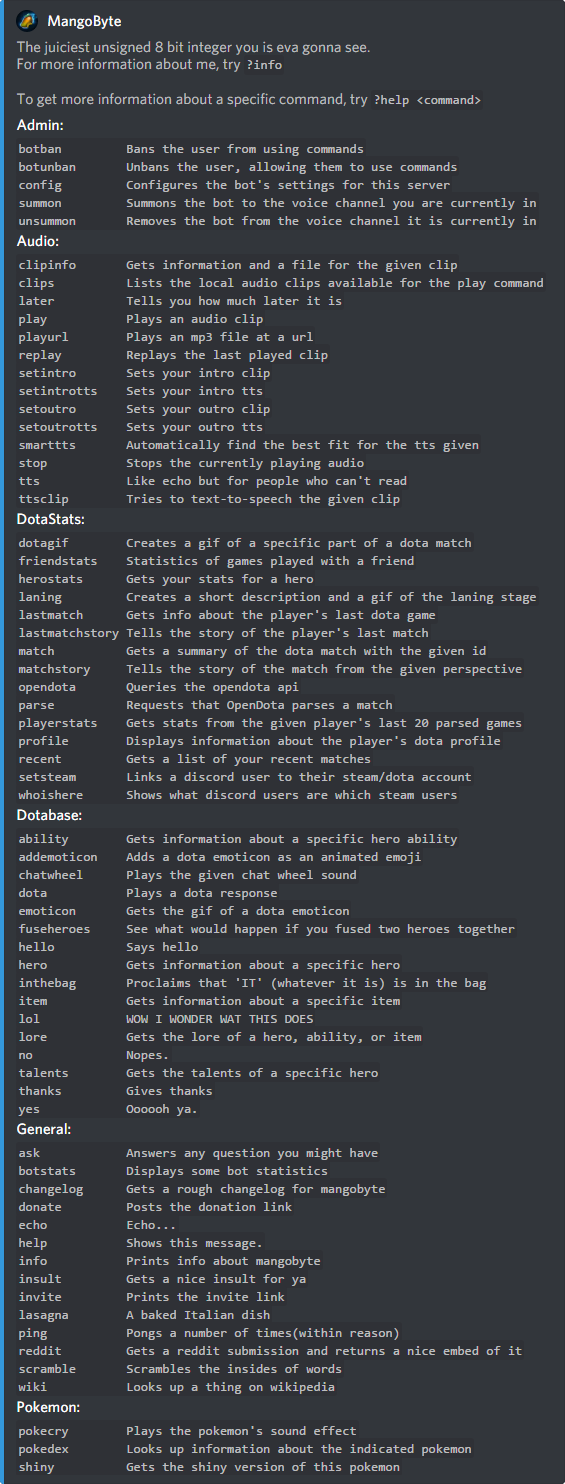 MangoByte
The juiciest unsigned 8 bit integer you is eva gonna see.
For more information about me, try ?info
To get more information about a specific command, try ?help <command>
Admin:
botban Bans the user from using commands
botunban Unbans the user, allowing them to use commands
config Configures the bot's settings for this server
summon Summons the bot to the voice channel you are currently in
unsummon Removes the bot from the voice channel it is currently in
Audio:
clipinfo Gets information and a file for the given clip
clips Lists the local audio clips available for the play command
later Tells you how much later it is
play Plays an audio clip
playurl Plays an mp3 file at a url
replay Replays the last played clip
setintro Sets your intro clip
setintrotts Sets your intro tts
setoutro Sets your outro clip
setoutrotts Sets your outro tts
smarttts Automatically find the best fit for the tts given
stop Stops the currently playing audio
tts Like echo but for people who can't read
ttsclip Tries to text-to-speech the given clip
DotaStats:
dotagif Creates a gif of a specific part of a dota match
friendstats Statistics of games played with a friend
herostats Gets your stats for a hero
laning Creates a short description and a gif of the laning stage
lastmatch Gets info about the player's last dota game
lastmatchstory Tells the story of the player's last match
match Gets a summary of the dota match with the given id
matchstory Tells the story of the match from the given perspective
opendota Queries the opendota api
parse Requests that OpenDota parses a match
playerstats Gets stats from the given player's last 20 parsed games
profile Displays information about the player's dota profile
recent Gets a list of your recent matches
setsteam Links a discord user to their steam/dota account
whoishere Shows what discord users are which steam users
Dotabase:
ability Gets information about a specific hero ability
addemoticon Adds a dota emoticon as an animated emoji
chatwheel Plays the given chat wheel sound
dota Plays a dota response
emoticon Gets the gif of a dota emoticon
fuseheroes See what would happen if you fused two heroes together
hello Says hello
hero Gets information about a specific hero
inthebag Proclaims that 'IT' (whatever it is) is in the bag
item Gets information about a specific item
lol WOW I WONDER WAT THIS DOES
lore Gets the lore of a hero, ability, or item
no Nopes.
talents Gets the talents of a specific hero
thanks Gives thanks
yes Oooooh ya.
General:
ask Answers any question you might have
botstats Displays some bot statistics
changelog Gets a rough changelog for mangobyte
donate Posts the donation link
echo Echo...
help Shows this message.
info Prints info about mangobyte
insult Gets a nice insult for ya
invite Prints the invite link
lasagna A baked Italian dish
ping Pongs a number of times(within reason)
reddit Gets a reddit submission and returns a nice embed of it
scramble Scrambles the insides of words
wiki Looks up a thing on wikipedia
Pokemon:
pokecry Plays the pokemon's sound effect
pokedex Looks up information about the indicated pokemon
shiny Gets the shiny version of this pokemon